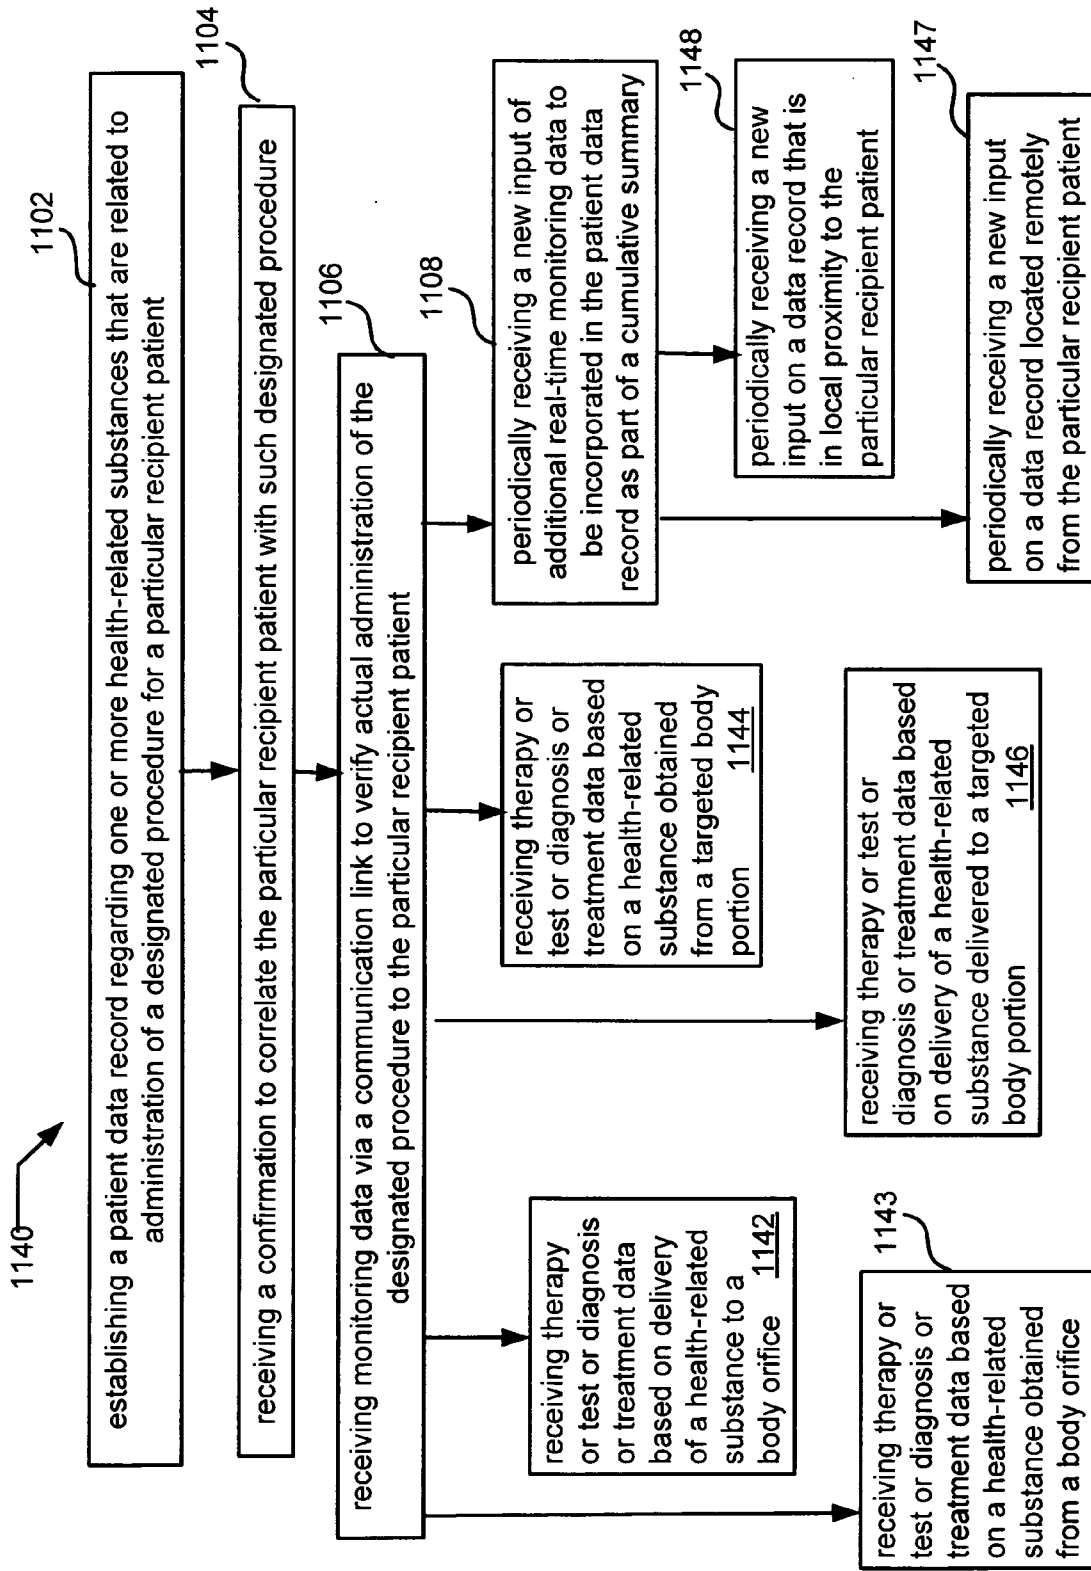 1140
1102
establishing a patient data record regarding one or more health-related substances that are related to
administration of a designated procedure for a particular recipient patient
1104
receiving a confirmation to correlate the particular recipient patient with such designated procedure
1106
receiving monitoring data via a communication link to verify actual administration of the
designated procedure to the particular recipient patient
1108
periodically receiving a new input of
additional real-time monitoring data to
be incorporated in the patient data
record as part of a cumulative summary
receiving therapy
or test or diagnosis
or treatment data
based on delivery
of a health-related
substance to a
body orifice 1142
receiving therapy or
test or diagnosis or
treatment data based
on a health-related
substance obtained
from a targeted body
portion 1144
1148
periodically receiving a new
input on a data record that is
in local proximity to the
particular recipient patient
1143
receiving therapy or
test or diagnosis or
treatment data based
on a health-related
substance obtained
from a body orifice
receiving therapy or test or
diagnosis or treatment data based
on delivery of a health-related
substance delivered to a targeted
body portion 1146
1147
periodically receiving a new input
on a data record located remotely
from the particular recipient patient